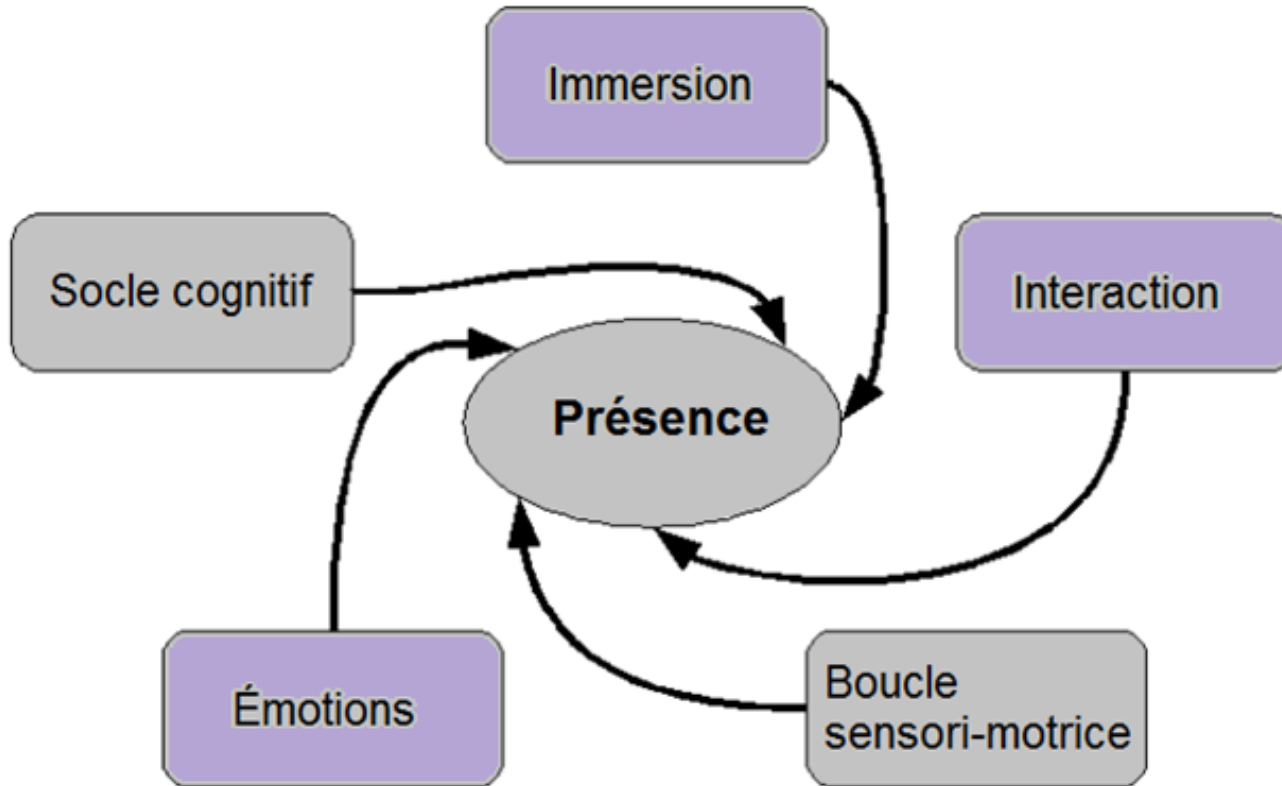 Immersion
Socle cognitif
Interaction
Présence
Émotions
Boucle
sensori-motrice